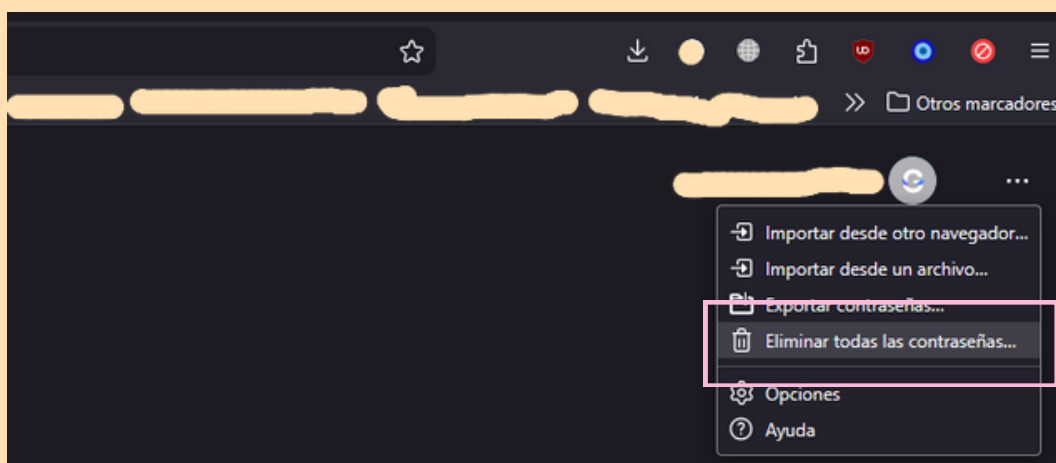 Otros marcadores
Importar desde otro navegador...
Importar desde un archivo...
Exportar contraseñas...
Eliminar todas las contraseñas...
Opciones
Ayuda